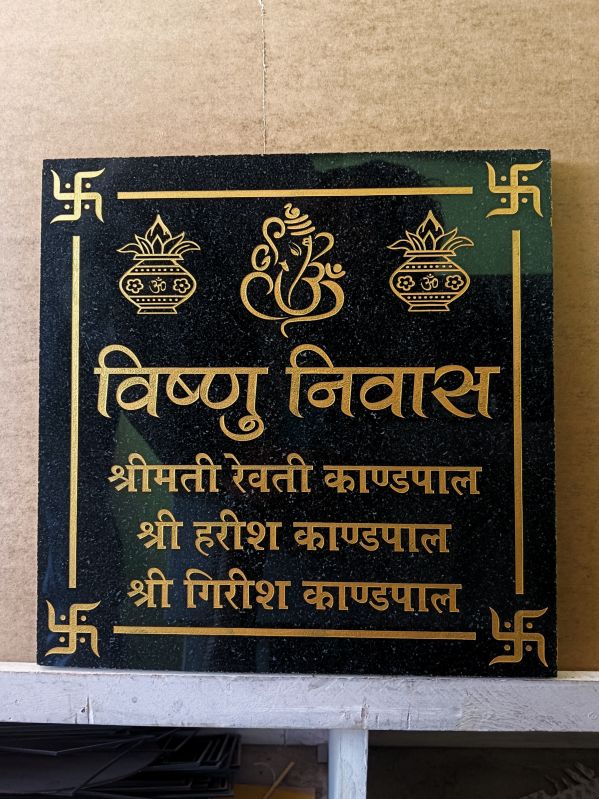 विष्णु निवास
श्रीमती रेवती काण्डपाल
श्री हरीश काण्डपाल
श्री गिरीश काण्डपाल